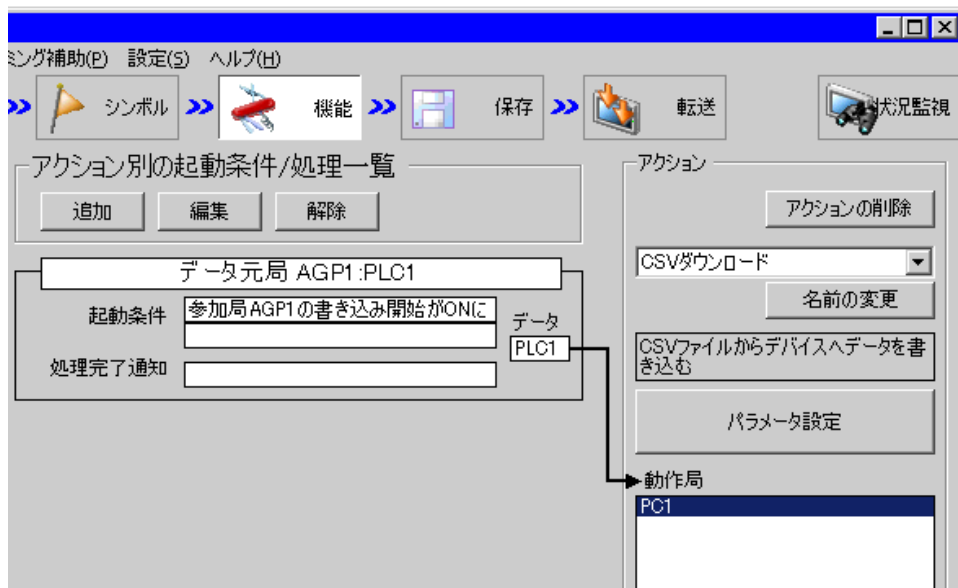 ミング補助(P) 設定(S) ヘルプ(H)
シンボル 機能 保存 転送 状況監視
アクション別の起動条件/処理一覧
追加 編集 解除
データ元局 AGP1:PLC1
起動条件 参加局AGP1の書き込み開始がONに
データ
PLC1
処理完了通知
アクション
アクションの削除
CSVダウンロード
名前の変更
CSVファイルからデバイスへデータを書
き込む
パラメータ設定
動作局
PC1